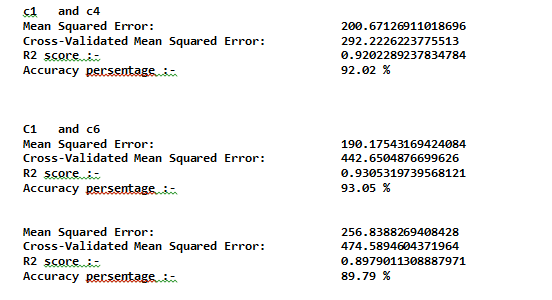 c1 and c4
Mean Squared Error: 200.67126911018696
Cross-Validated Mean Squared Error: 292.2226223775513
R2 score :- 0.9202289237834784
Accuracy persentage :- 92.02 %
C1 and c6
Mean Squared Error: 190.17543169424084
Cross-Validated Mean Squared Error: 442.6504876699626
R2 score :- 0.9305319739568121
Accuracy persentage :- 93.05 %
Mean Squared Error: 256.8388269408428
Cross-Validated Mean Squared Error: 474.5894604371964
R2 score :- 0.8979011308887971
Accuracy persentage :- 89.79 %